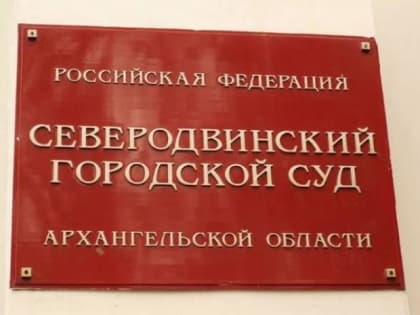 РОССИЙСКАЯ ФЕДЕРАЦИЯ
СЕВЕРОДВИНСКИЙ
ГОРОДСКОЙ СУД
АРХАНГЕЛЬСКОЙ ОБЛАСТИ